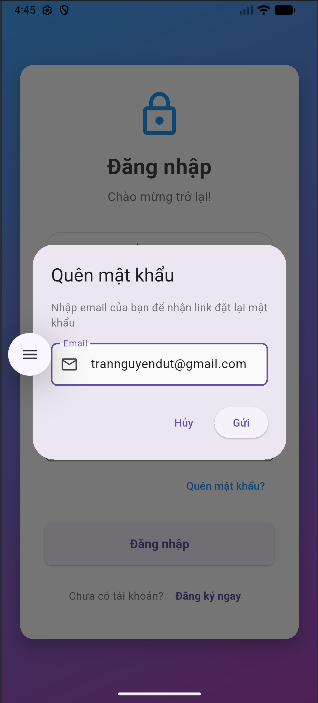 4:45
Đăng nhập
Chào mừng trở lại!
Quên mật khẩu
Nhập email của bạn để nhận link đặt lại mật
khẩu
Email
trannguyendut@gmail.com
Hủy
Gửi
Quên mật khẩu?
Đăng nhập
Chưa có tài khoản? Đăng ký ngay